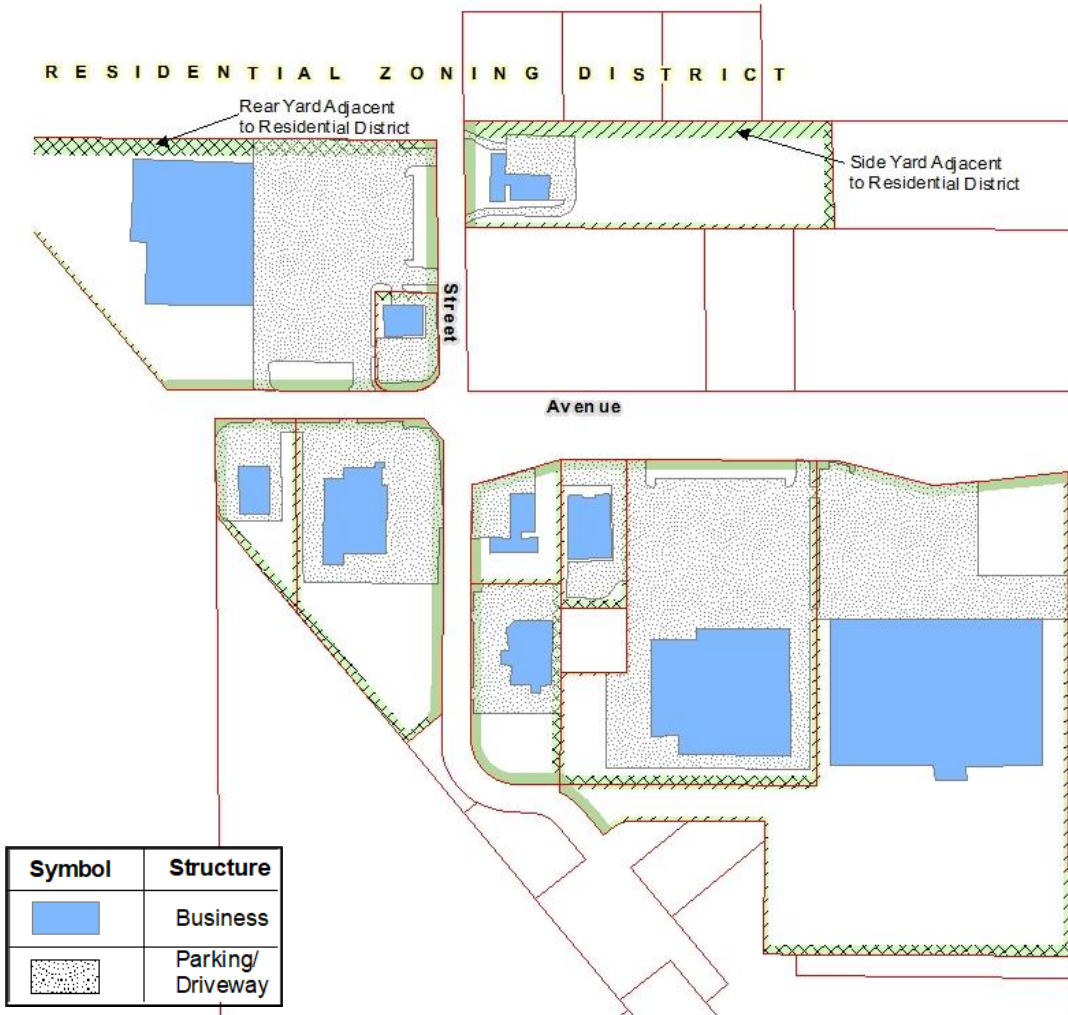 RESIDENTIAL ZONING DISTRICT
Rear Yard Adjacent
to Residential District
Side Yard Adjacent
to Residential District
Street
Avenue
Symbol Structure
Business
Parking/
Driveway